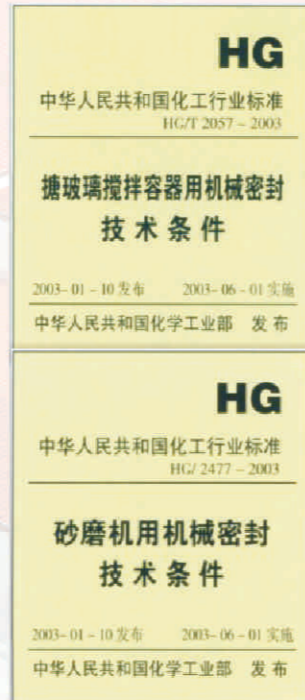 HG
中华人民共和国化工行业标准
HG/T 2057-2003
搪玻璃搅拌容器用机械密封
技术条件
2003-01-10发布 2003-06-01实施
中华人民共和国化学工业部 发布
HG
中华人民共和国化工行业标准
HG/ 2477-2003
砂磨机用机械密封
技术条件
2003-01-10发布 2003-06-01实施
中华人民共和国化学工业部 发布